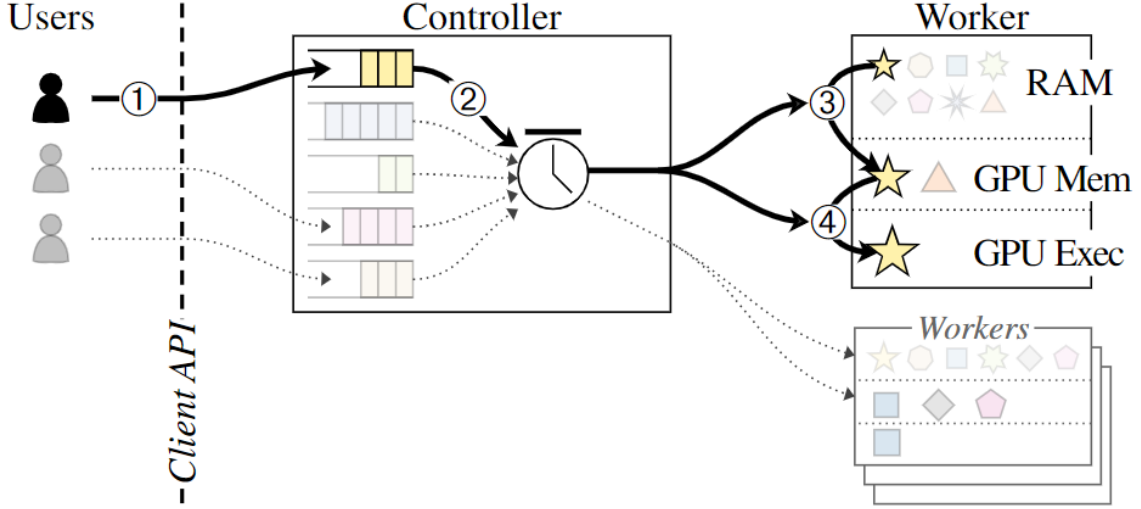 Users
Controller
Worker
①
②
③
RAM
GPU Mem
④
GPU Exec
Client API
Workers